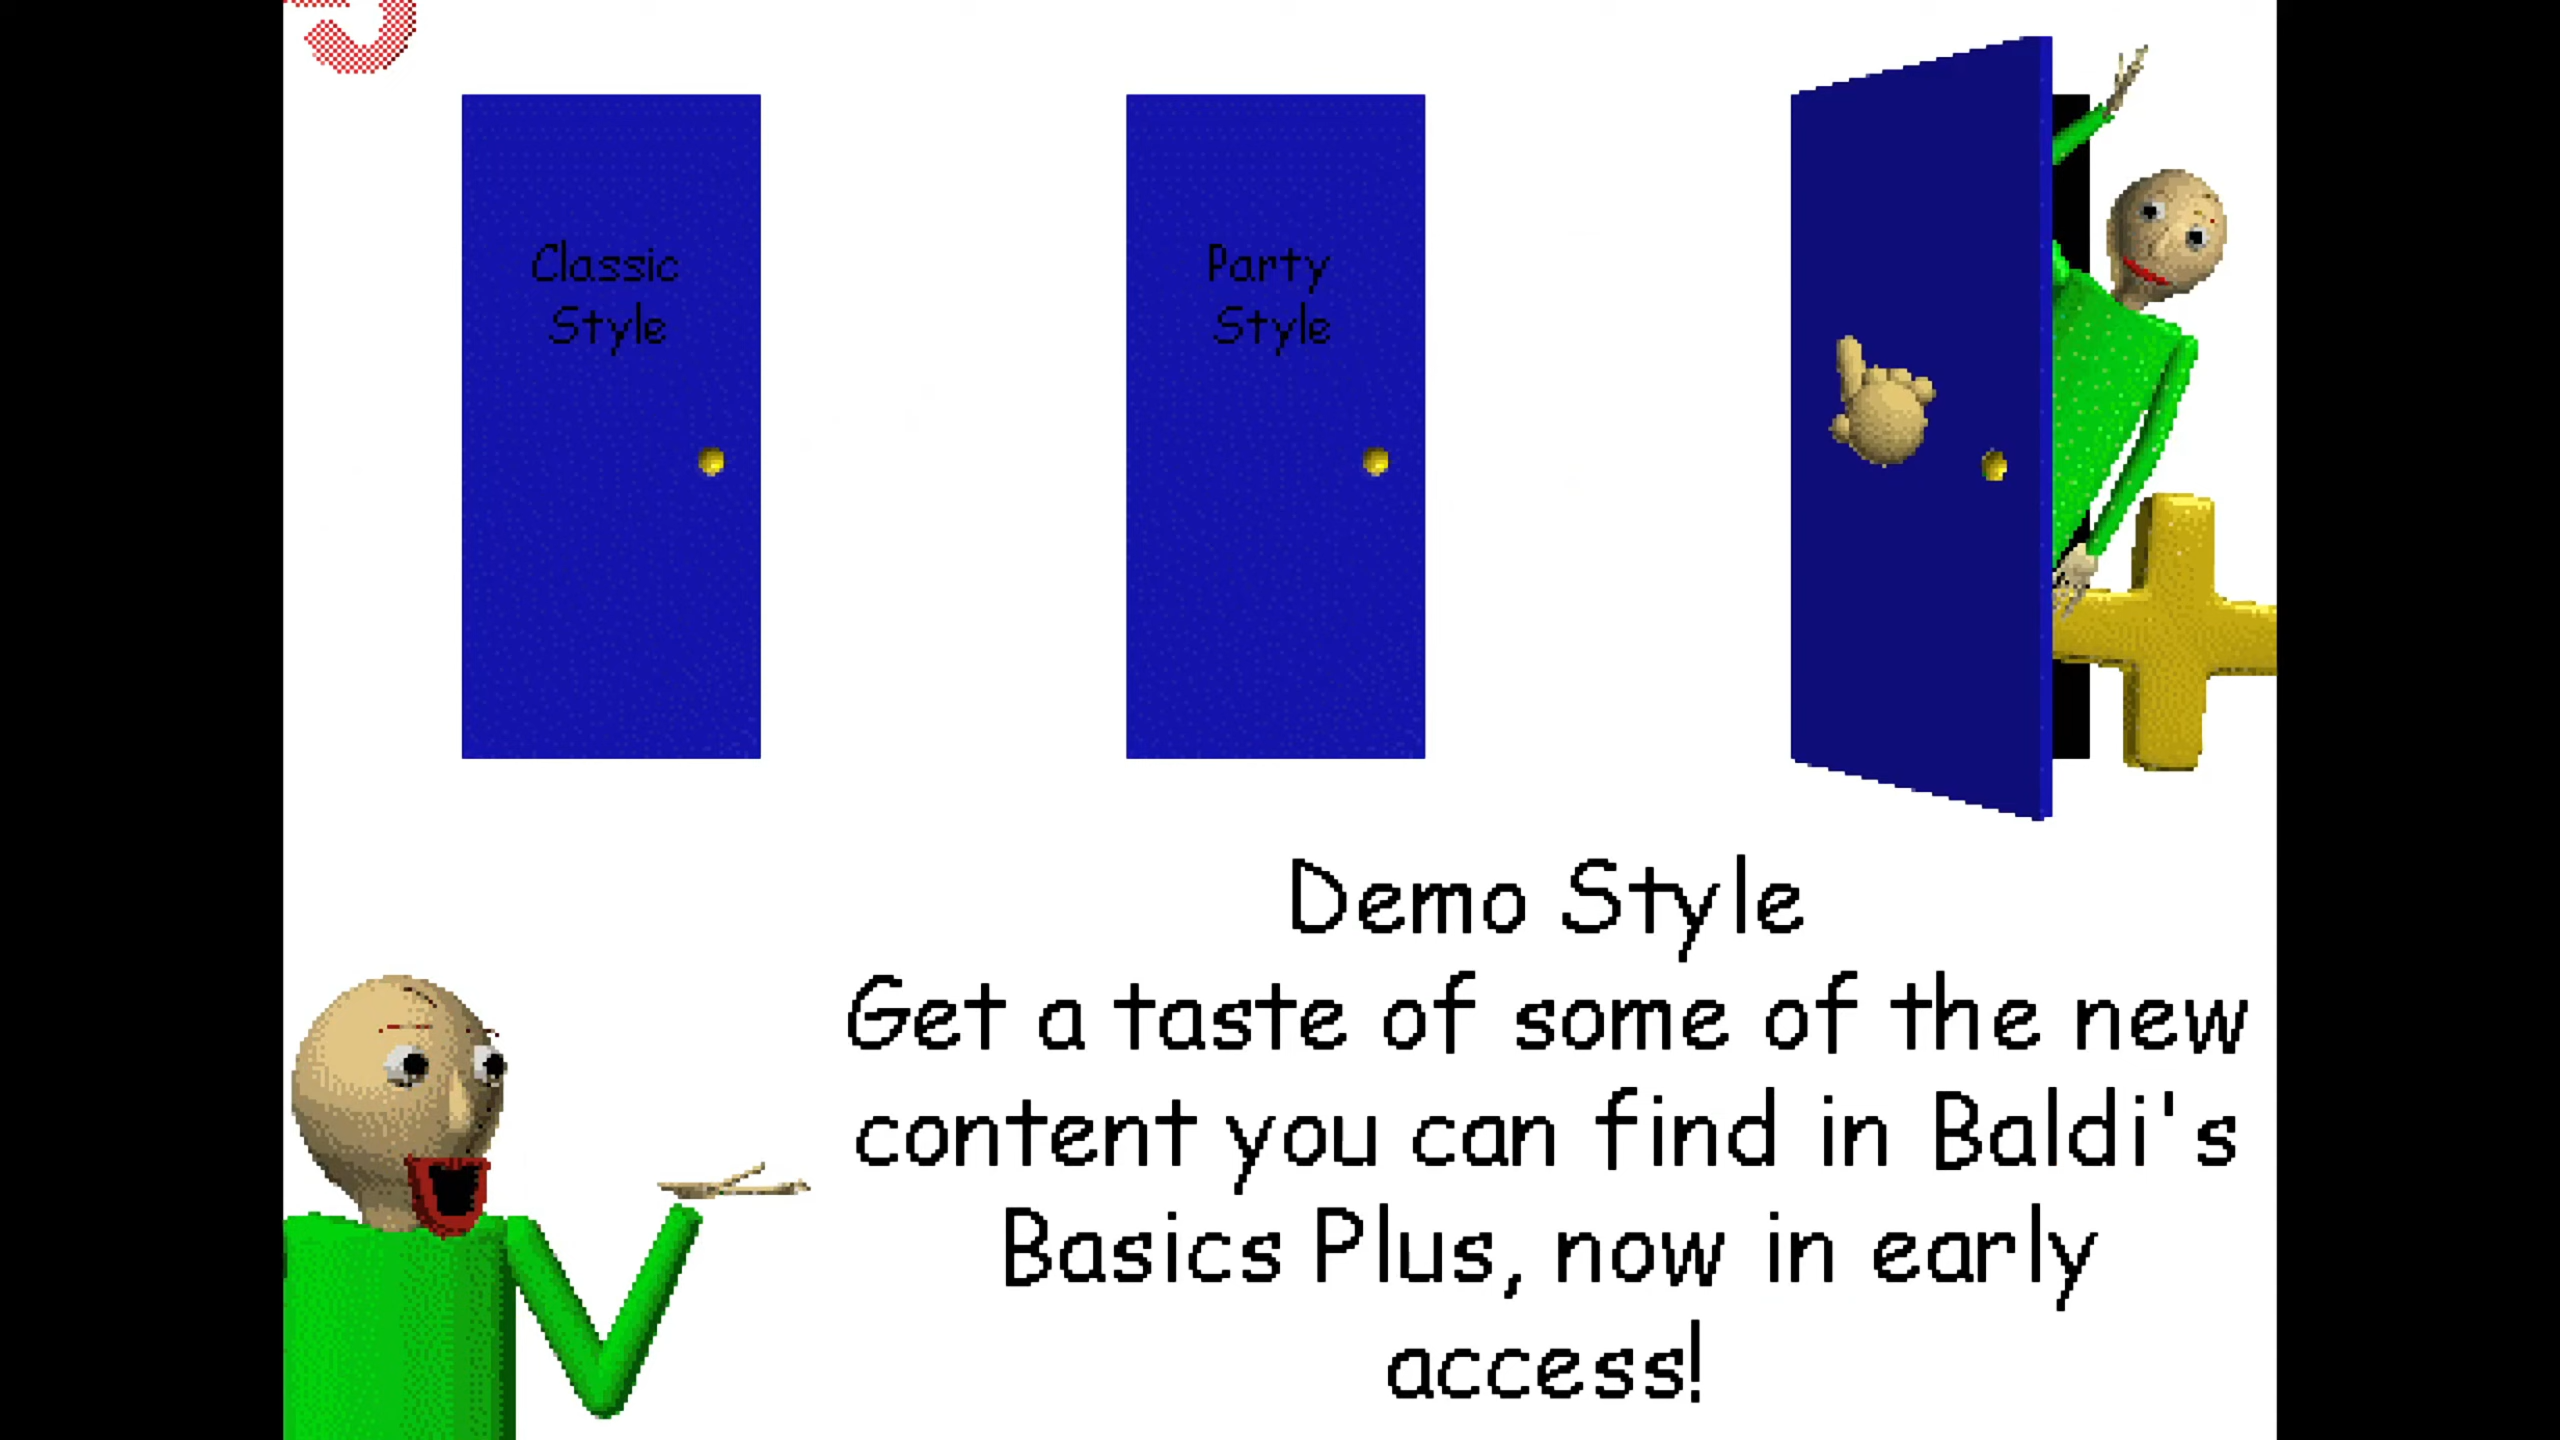 Classic
Style
Party
Style
Demo Style
Get a taste of some of the new
content you can find in Baldi's
Basics Plus, now in early
access!